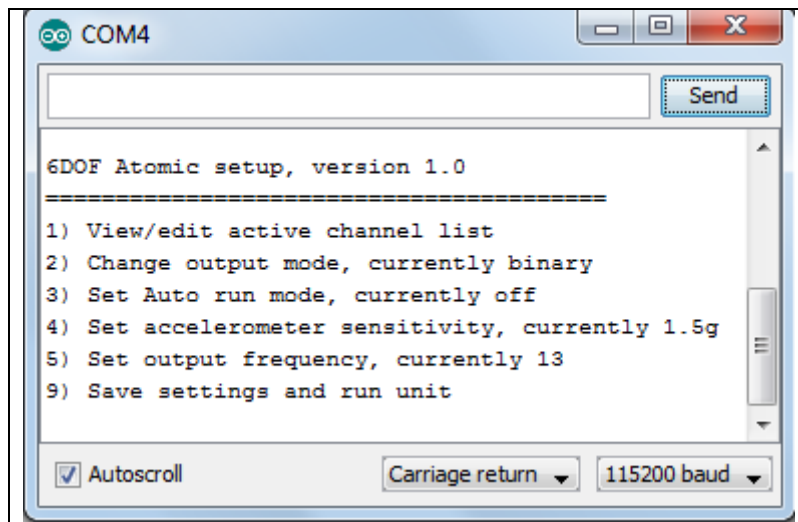 COM4
Send
6DOF Atomic setup, version 1.0
========================================
1) View/edit active channel list
2) Change output mode, currently binary
3) Set Auto run mode, currently off
4) Set accelerometer sensitivity, currently 1.5g
5) Set output frequency, currently 13
9) Save settings and run unit
Autoscroll Carriage return 115200 baud